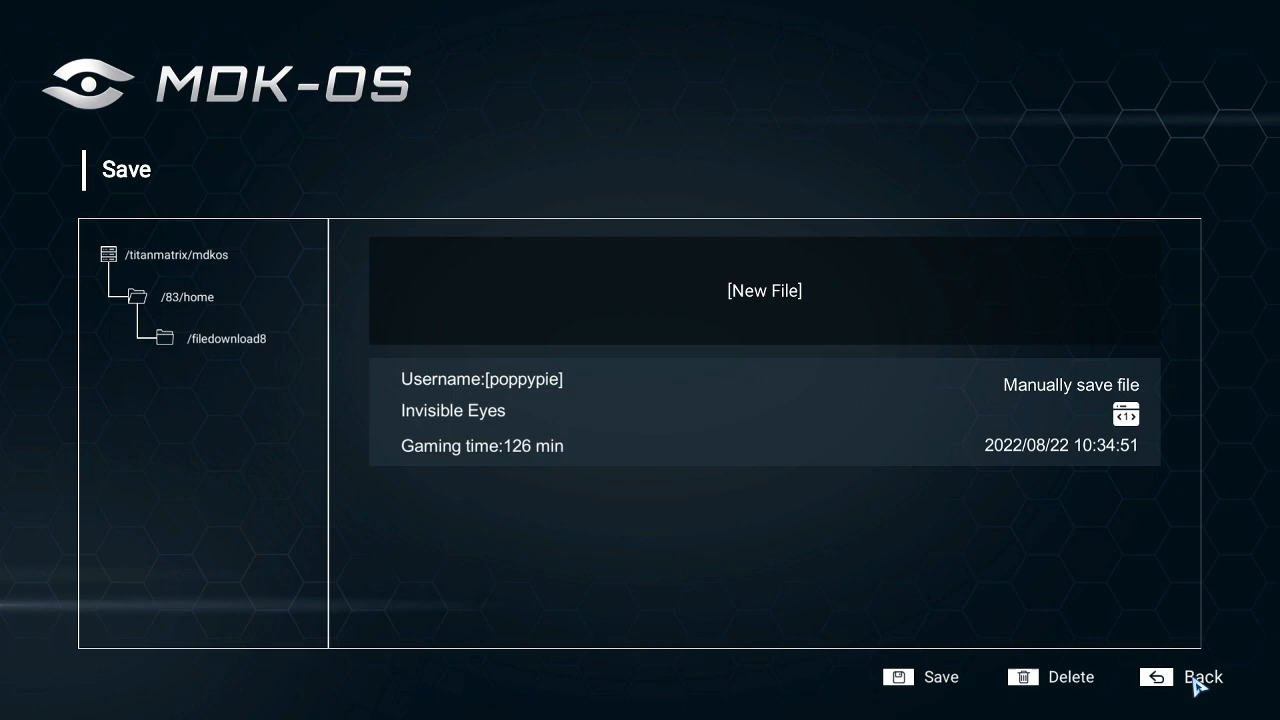 MDK-OS
Save
/titanmatrix/mdkos
/83/home
/filedownload8
[New File]
Username:[poppypie]
Manually save file
Invisible Eyes
<1>
Gaming time:126 min
2022/08/22 10:34:51
Save
Delete
Back